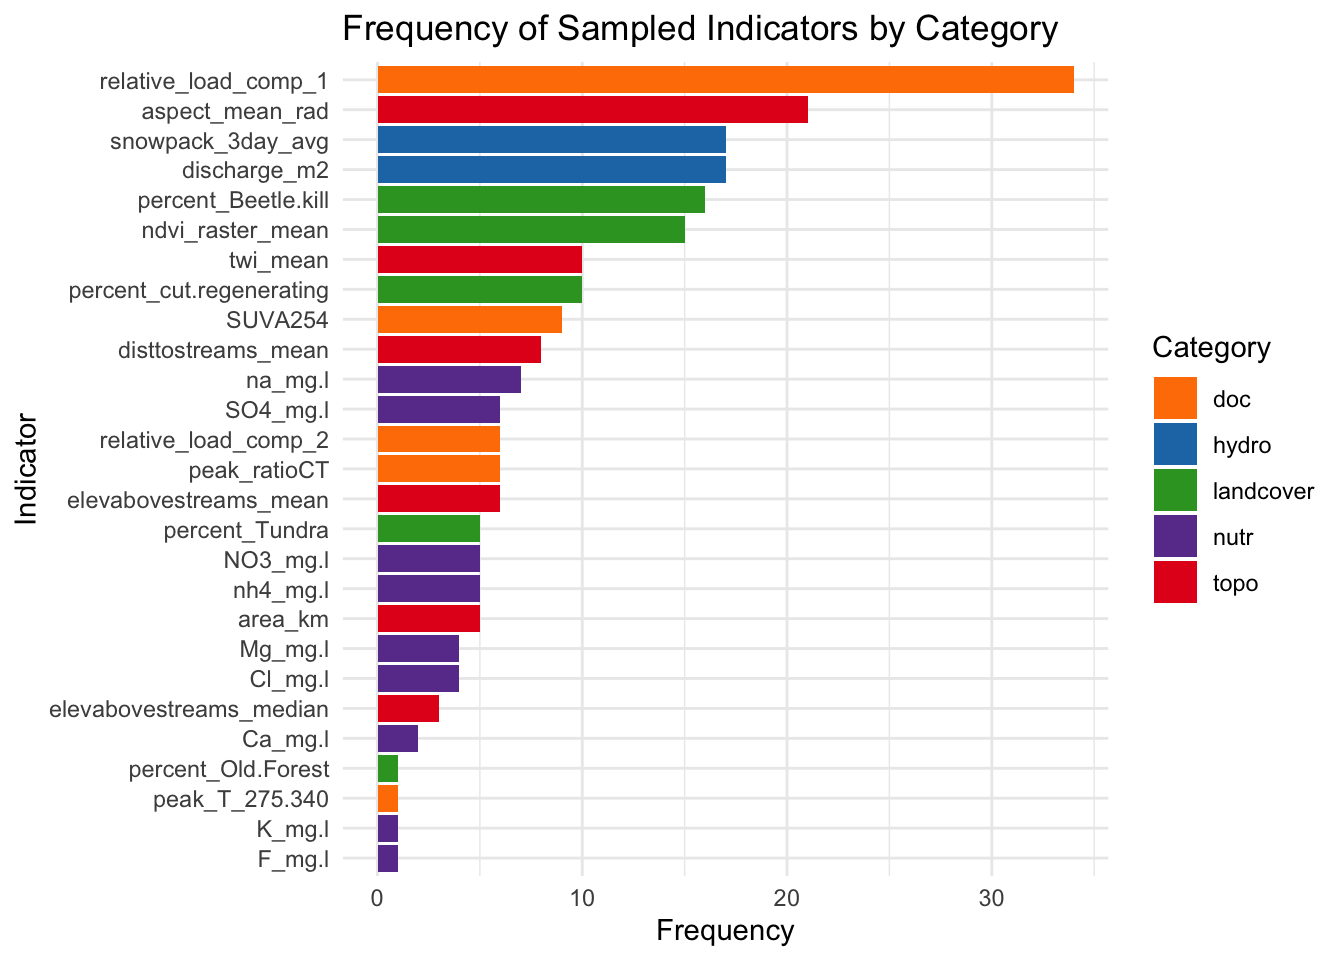 Frequency of Sampled Indicators by Category
relative_load_comp_1
aspect_mean_rad
snowpack_3day_avg
discharge_m2
percent_Beetle.kill
ndvi_raster_mean
twi_mean
percent_cut.regenerating
SUVA254
disttostreams_mean
na_mg.l
SO4_mg.l
relative_load_comp_2
peak_ratioCT
elevabovestreams_mean
percent_Tundra
NO3_mg.l
nh4_mg.l
area_km
Mg_mg.l
Cl_mg.l
elevabovestreams_median
Ca_mg.l
percent_Old.Forest
peak_T_275.340
K_mg.l
F_mg.l
Indicator
0 10 20 30
Frequency
Category
doc
hydro
landcover
nutr
topo